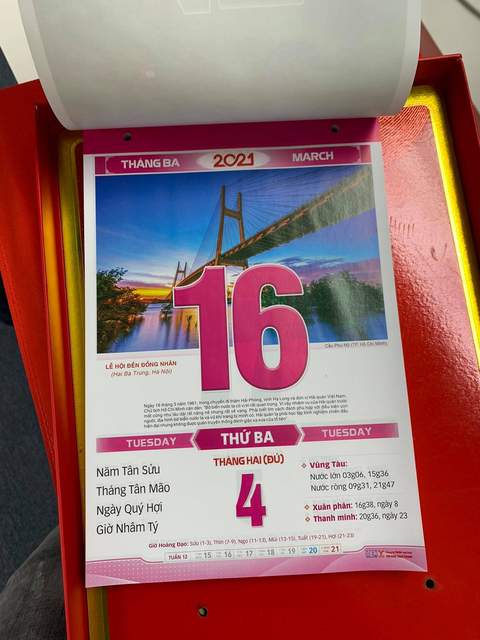 THÁNG BA 2021 MARCH
16
Cầu Phú Mỹ (TP. Hồ Chí Minh)
LỄ HỘI ĐỀN ĐỒNG NHÂN
(Hai Bà Trưng, Hà Nội)
TUESDAY THỨ BA TUESDAY
Năm Tân Sửu
Tháng Tân Mão
Ngày Quý Hợi
Giờ Nhâm Tý
THÁNG HAI (ĐỦ)
4
Vũng Tàu:
Nước lớn 03g06, 15g36
Nước ròng 09g31, 21g47
Xuân phân: 16g38, ngày 8
Thanh minh: 20g36, ngày 23
Giờ Hoàng Đạo: Sửu (1-3), Thìn (7-9), Ngọ (11-13), Mùi (13-15), Tuất (19-21), Hợi (21-23)
TUẦN 12 15 16 17 18 19 20 21